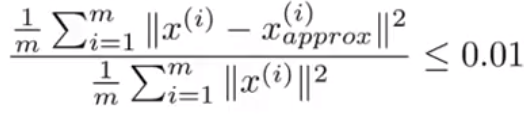 \frac{\frac{1}{m} \sum_{i=1}^{m} \|x^{(i)} - x_{approx}^{(i)}\|^2}{\frac{1}{m} \sum_{i=1}^{m} \|x^{(i)}\|^2} \leq 0.01